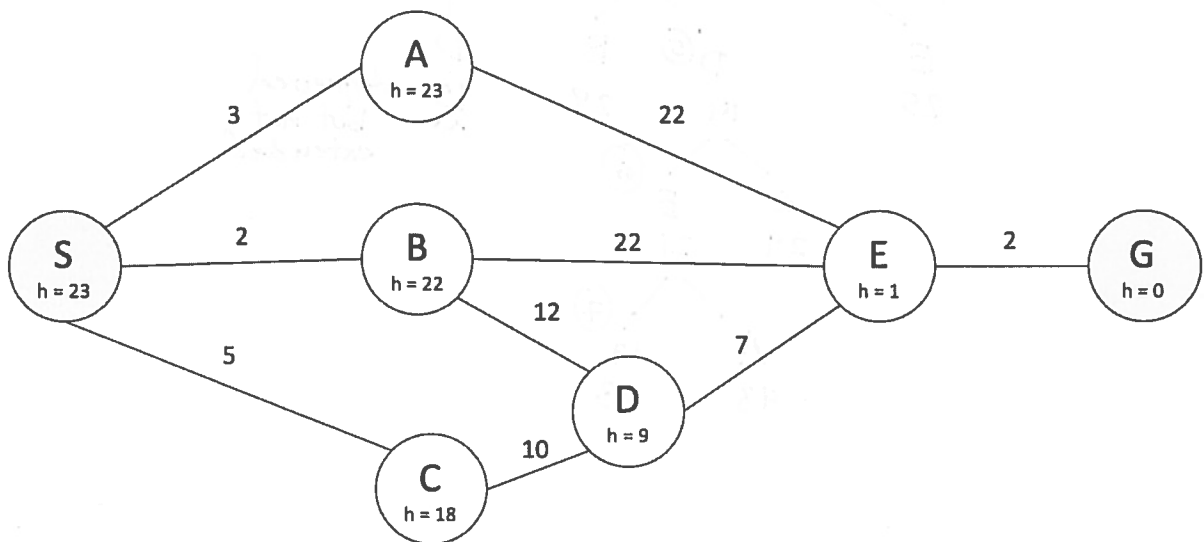 A
h = 23
3
22
S
h = 23
2
B
h = 22
22
E
h = 1
2
G
h = 0
12
5
7
D
h = 9
10
C
h = 18